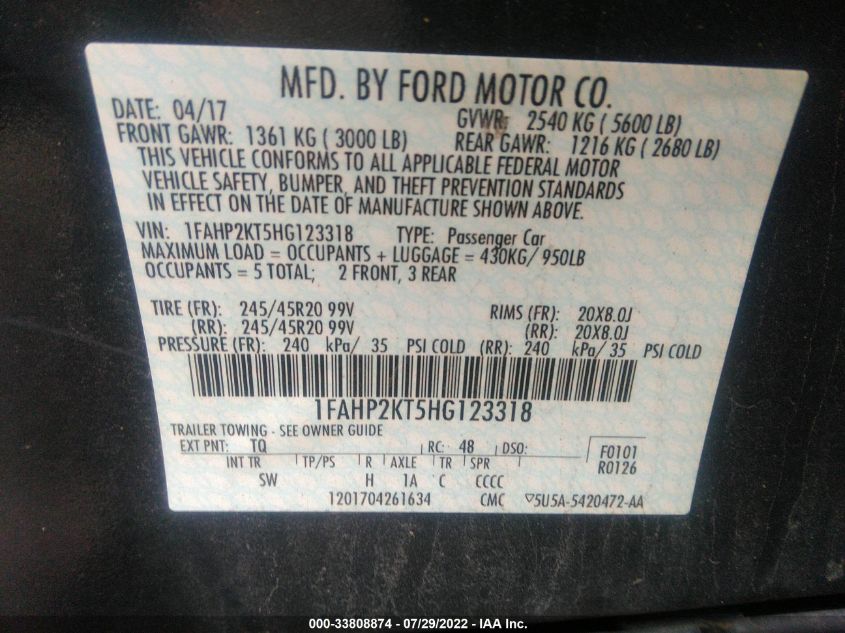 MFD. BY FORD MOTOR CO.
DATE: 04/17 GVWR: 2540 KG ( 5600 LB)
FRONT GAWR: 1361 KG ( 3000 LB) REAR GAWR: 1216 KG ( 2680 LB)
THIS VEHICLE CONFORMS TO ALL APPLICABLE FEDERAL MOTOR
VEHICLE SAFETY, BUMPER, AND THEFT PREVENTION STANDARDS
IN EFFECT ON THE DATE OF MANUFACTURE SHOWN ABOVE.
VIN: 1FAHP2KT5HG123318 TYPE: Passenger Car
MAXIMUM LOAD = OCCUPANTS + LUGGAGE = 430KG/ 950LB
OCCUPANTS = 5 TOTAL; 2 FRONT, 3 REAR
TIRE (FR): 245/45R20 99V RIMS (FR): 20X8.0J
(RR): 245/45R20 99V (RR): 20X8.0J
PRESSURE (FR): 240 kPa/ 35 PSI COLD (RR): 240 kPa/ 35 PSI COLD
1FAHP2KT5HG123318
TRAILER TOWING - SEE OWNER GUIDE
EXT PNT: TQ RC: 48 DSO: F0101
INT TR TP/PS R AXLE TR SPR R0126
SW H 1A C CCCC
1201704261634 CMC ▽5U5A-5420472-AA
000-33808874 / 07/29/2022 - IAA Inc.